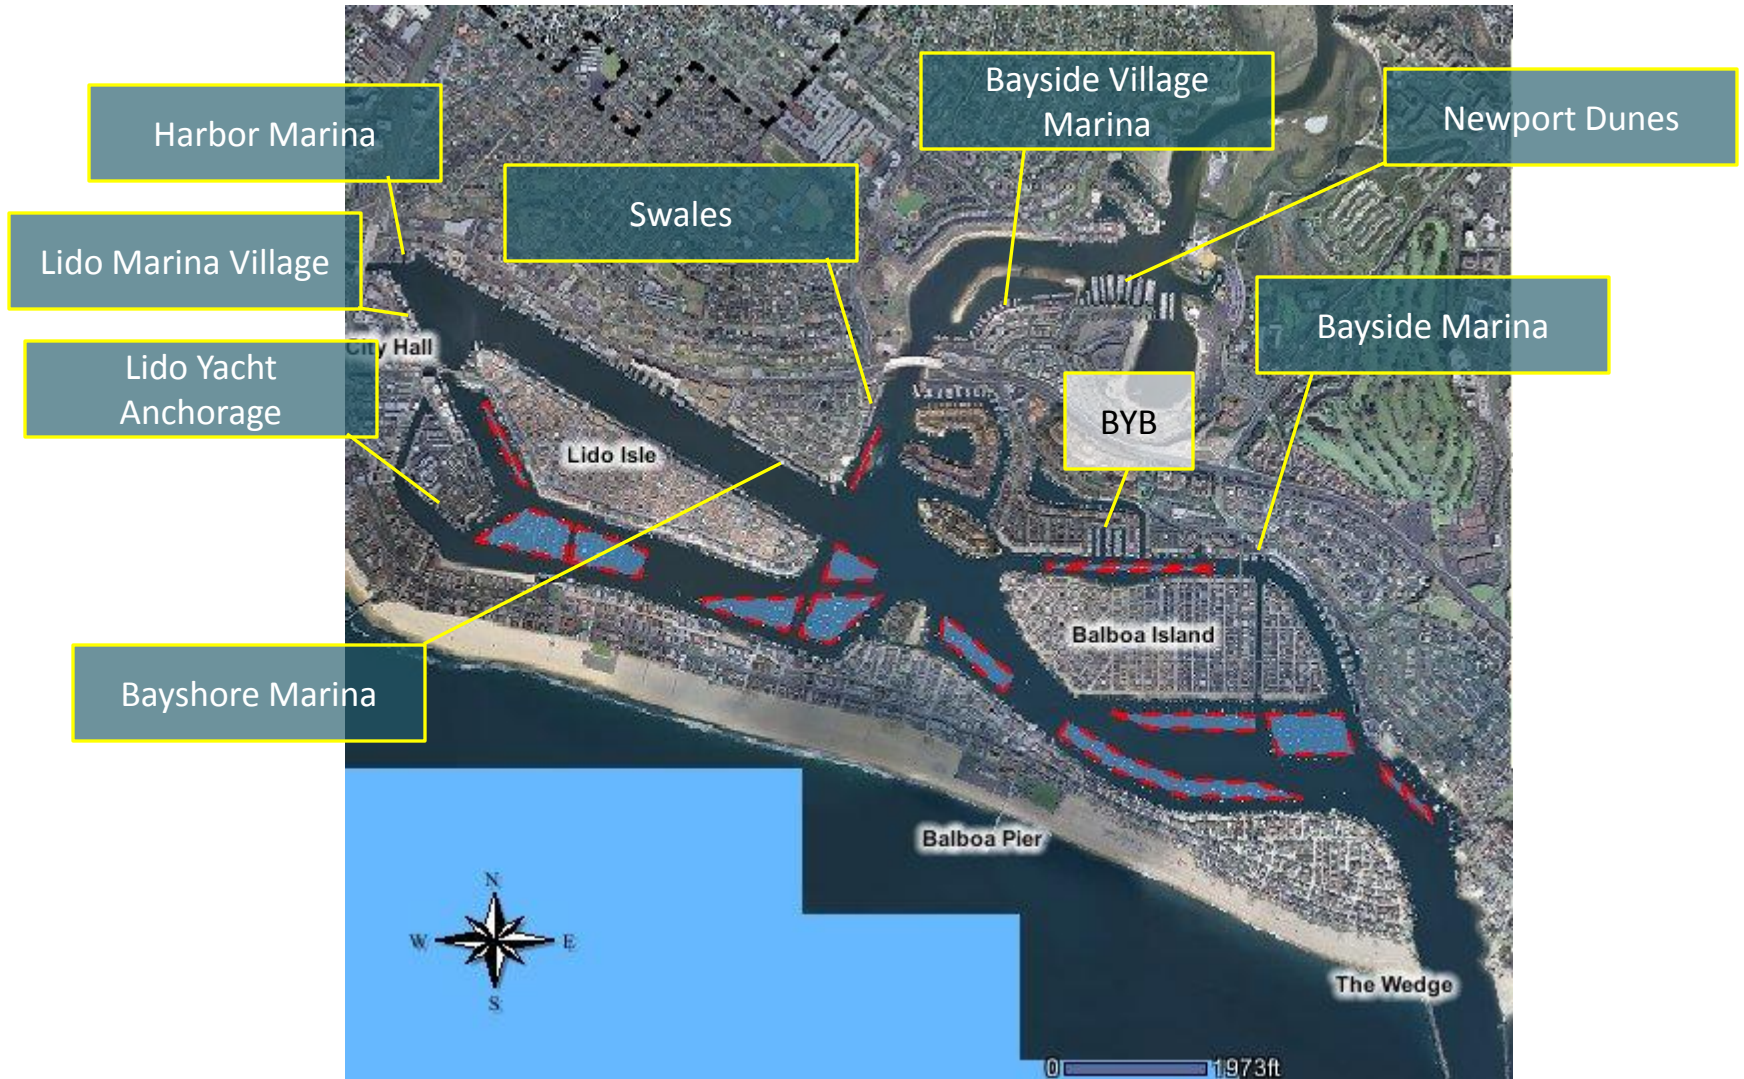 Bayside Village
Marina
Newport Dunes
Harbor Marina
Swales
Lido Marina Village
Bayside Marina
City Hall
Lido Yacht
Anchorage
BYB
Lido Isle
Balboa Island
Bayshore Marina
Balboa Pier
N
W
E
S
The Wedge
0
1973ft